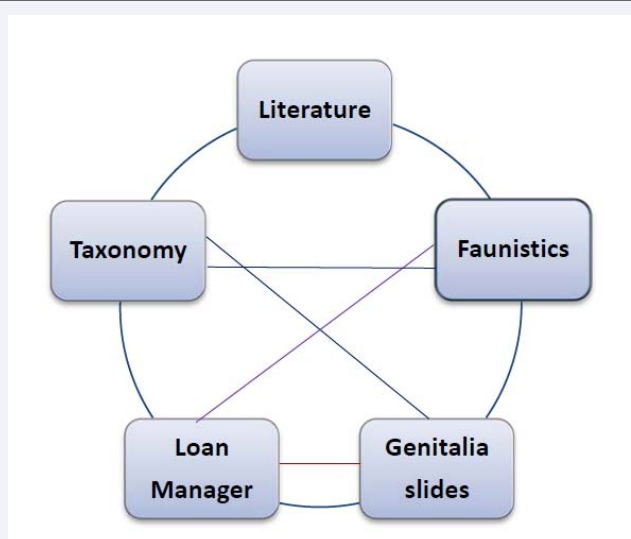 Literature
Taxonomy
Faunistics
Loan
Manager
Genitalia
slides